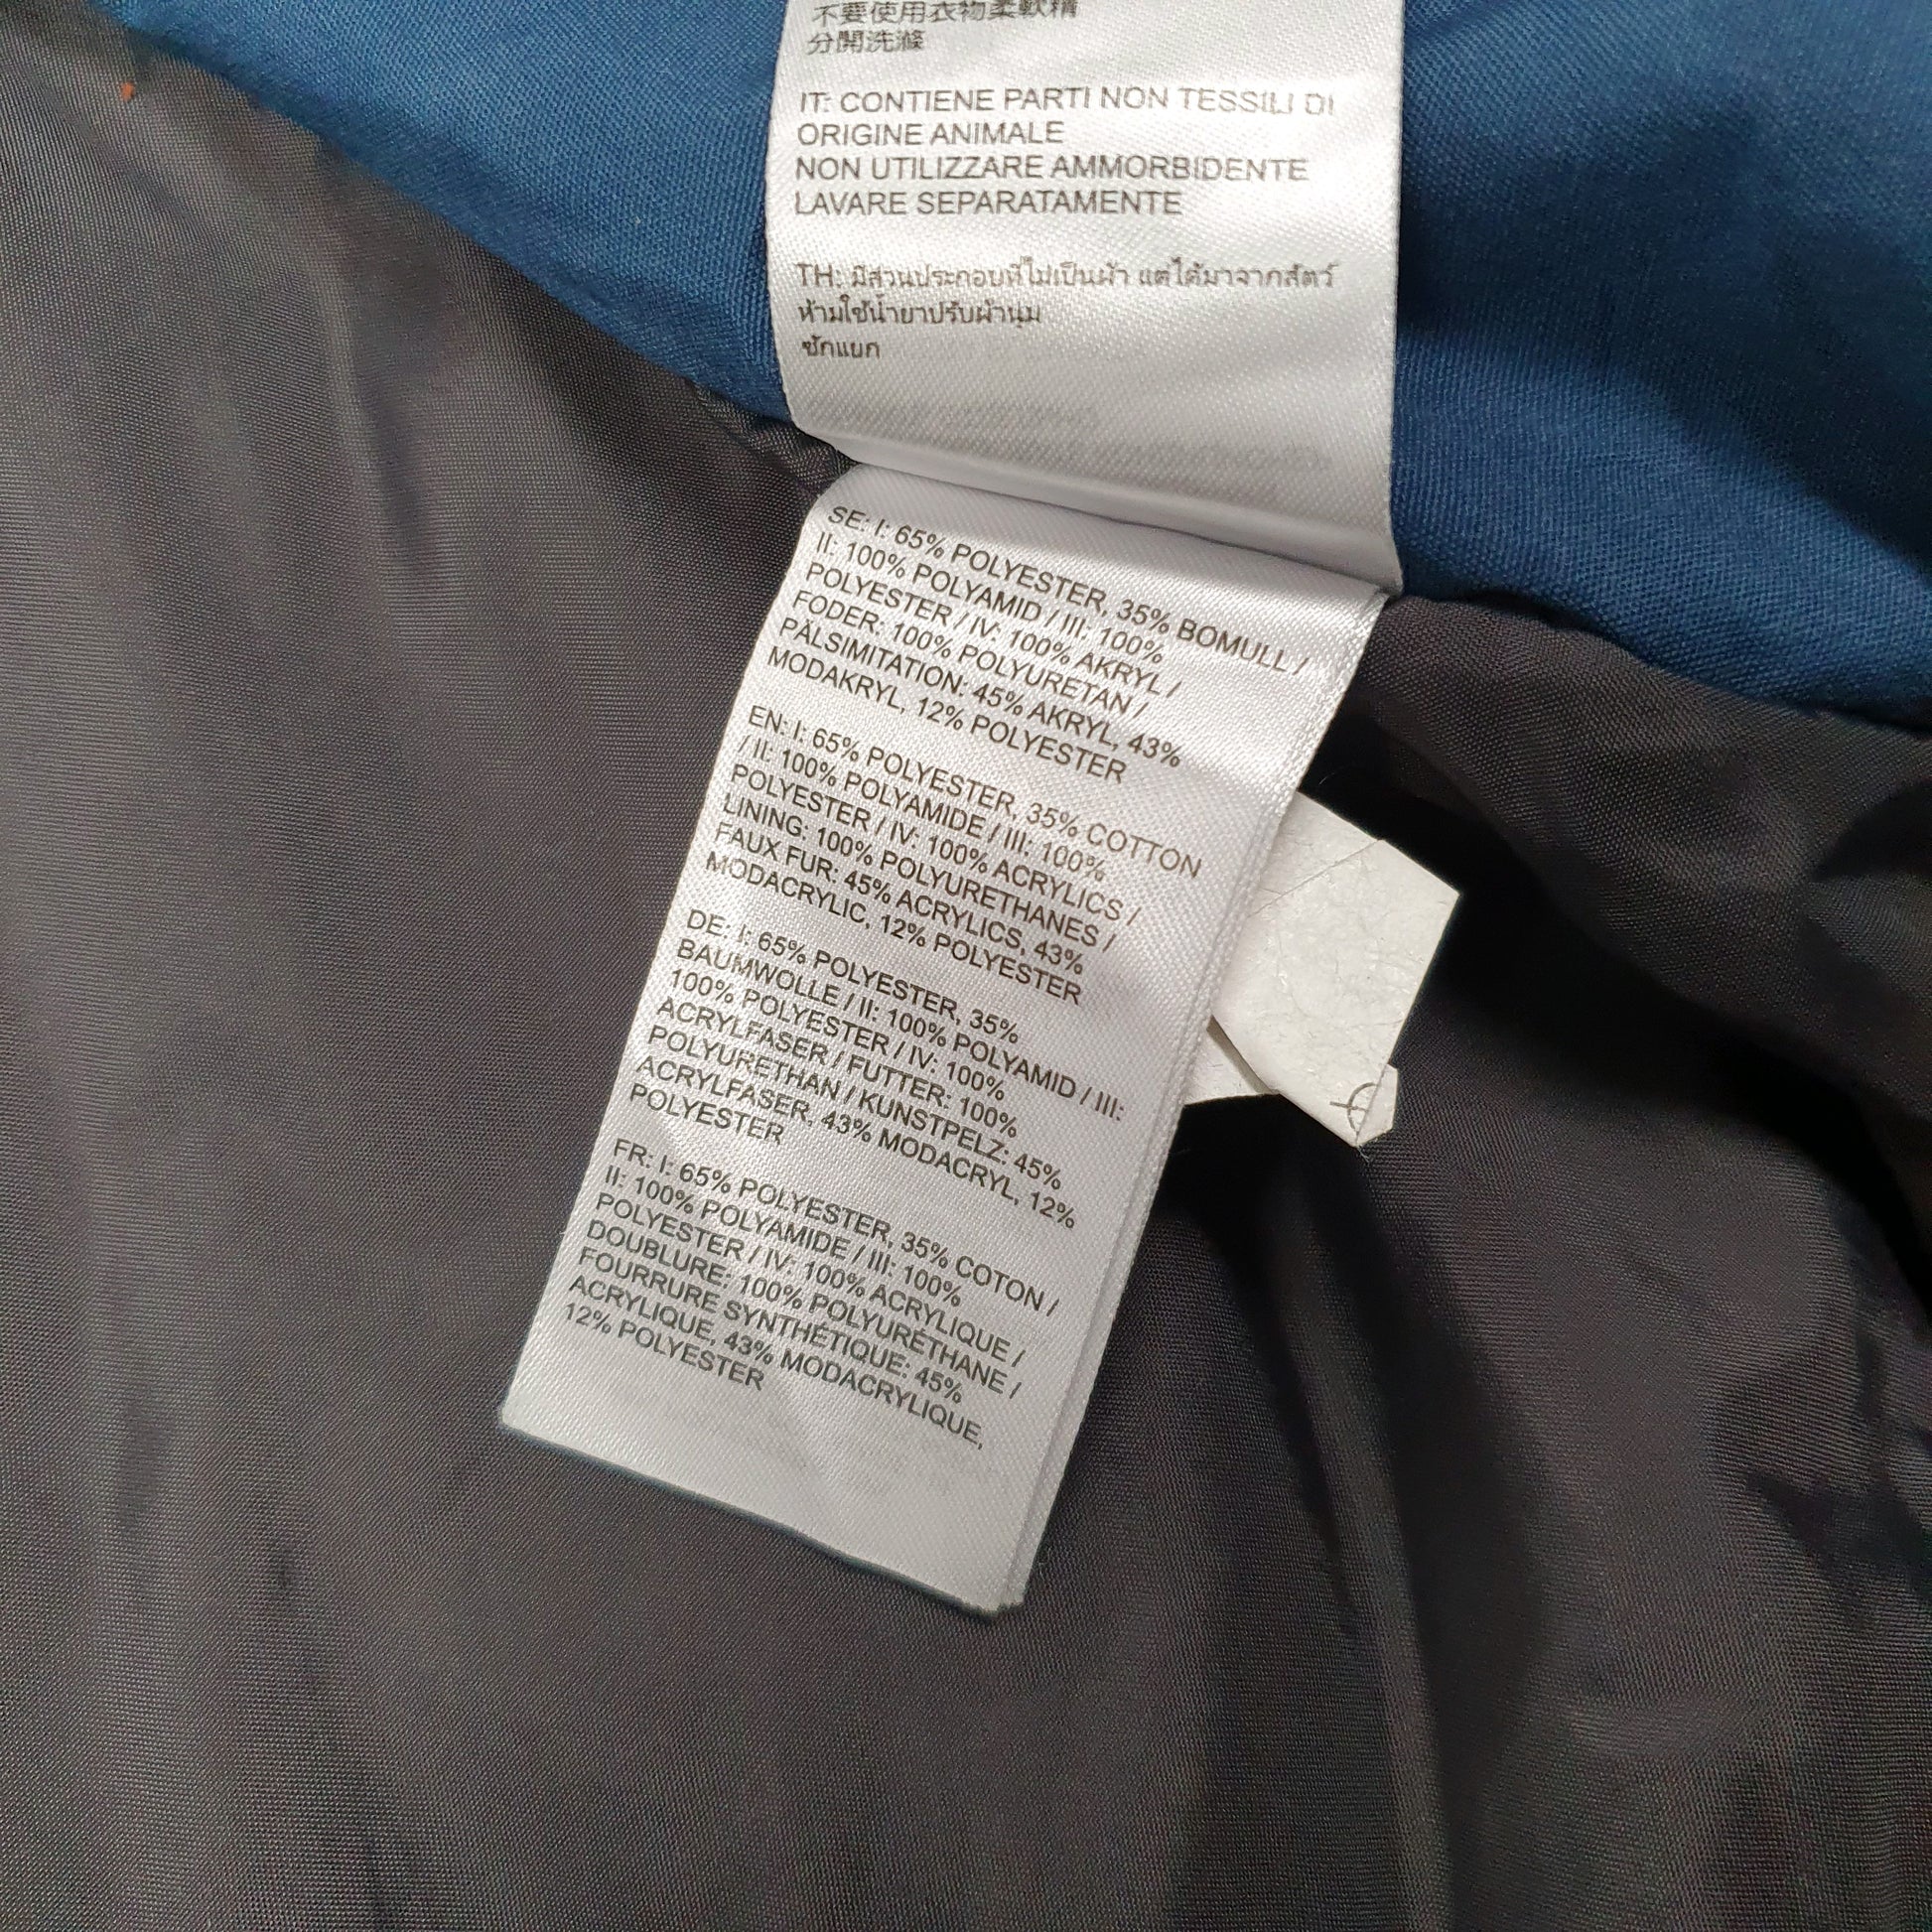 不要使用衣物柔軟精
分開洗滌
IT: CONTIENE PARTI NON TESSILI DI
ORIGINE ANIMALE
NON UTILIZZARE AMMORBIDENTE
LAVARE SEPARATAMENTE
TH: มีส่วนประกอบที่ไม่เป็นผ้า แต่ได้มาจากสัตว์
ห้ามใช้น้ำยาปรับผ้านุ่ม
ซักแยก
SE: I: 65% POLYESTER, 35% BOMULL /
II: 100% POLYAMID / III: 100%
POLYESTER / IV: 100% AKRYL /
FODER: 100% POLYURETAN /
PÄLSIMITATION: 45% AKRYL, 43%
MODAKRYL, 12% POLYESTER
EN: I: 65% POLYESTER, 35% COTTON
/ II: 100% POLYAMIDE / III: 100%
POLYESTER / IV: 100% ACRYLICS /
LINING: 100% POLYURETHANES /
FAUX FUR: 45% ACRYLICS, 43%
MODACRYLIC, 12% POLYESTER
DE: I: 65% POLYESTER, 35%
BAUMWOLLE / II: 100% POLYAMID / III:
100% POLYESTER / IV: 100%
ACRYLFASER / FUTTER: 100%
POLYURETHAN / KUNSTPELZ: 45%
ACRYLFASER, 43% MODACRYL, 12%
POLYESTER
FR: I: 65% POLYESTER, 35% COTON /
II: 100% POLYAMIDE / III: 100%
POLYESTER / IV: 100% ACRYLIQUE /
DOUBLURE: 100% POLYURÉTHANE /
FOURRURE SYNTHÉTIQUE: 45%
ACRYLIQUE, 43% MODACRYLIQUE,
12% POLYESTER